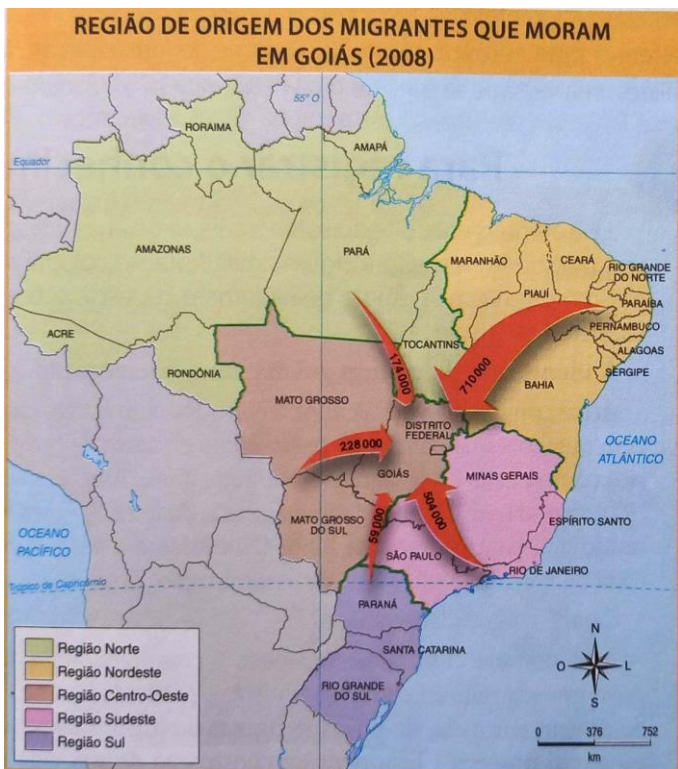 REGIÃO DE ORIGEM DOS MIGRANTES QUE MORAM
EM GOIÁS (2008)
55° O
RORAIMA
AMAPÁ
Equador
AMAZONAS
PARÁ
MARANHÃO
CEARÁ
RIO GRANDE
DO NORTE
PIAUÍ
PARAÍBA
PERNAMBUCO
ACRE
TOCANTINS
ALAGOAS
RONDÔNIA
SERGIPE
174 000
710 000
MATO GROSSO
BAHIA
DISTRITO
FEDERAL
228 000
OCEANO
ATLÂNTICO
GOIÁS
MINAS GERAIS
504 000
59 000
MATO GROSSO
DO SUL
ESPÍRITO SANTO
OCEANO
PACÍFICO
SÃO PAULO
RIO DE JANEIRO
Trópico de Capricórnio
PARANÁ
SANTA CATARINA
RIO GRANDE
DO SUL
Região Norte
Região Nordeste
Região Centro-Oeste
Região Sudeste
Região Sul
N
O
L
S
0 376 752
km